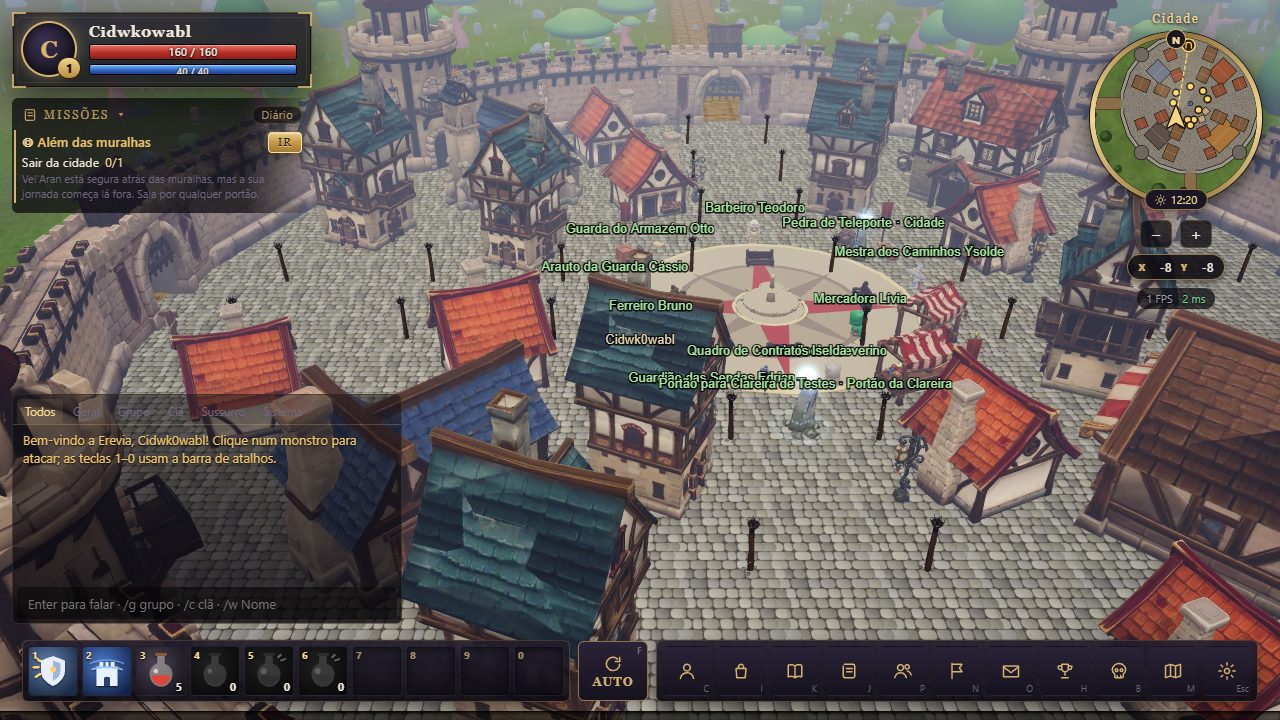 Cidwkowabl
C
1
160 / 160
40 / 40
MISSÕES
Diário
Além das muralhas
IR
Sair da cidade 0/1
Vel'Aran está segura atrás das muralhas, mas a sua
jornada começa lá fora. Saia por qualquer portão.
Cidade
N
12:20
− +
X -8 Y -8
1 FPS 2 ms
Barbeiro Teodoro
Pedra de Teleporte · Cidade
Guarda do Armazém Otto
Mestra dos Caminhos Ysolde
Arauto da Guarda Cássio
Mercadora Lívia
Ferreiro Bruno
Cidwk0wabl
Quadro de Contratos
Portão para Clareira de Testes · Portão da Clareira
Todos Geral Grupo Clã Sussurro Sistema
Bem-vindo a Erevia, Cidwk0wabl! Clique num monstro para
atacar; as teclas 1–0 usam a barra de atalhos.
Enter para falar · /g grupo · /c clã · /w Nome
1 2 3 4 5 6 7 8 9 0
5 0 0 0
F
AUTO
C I K J P N O H B M Esc